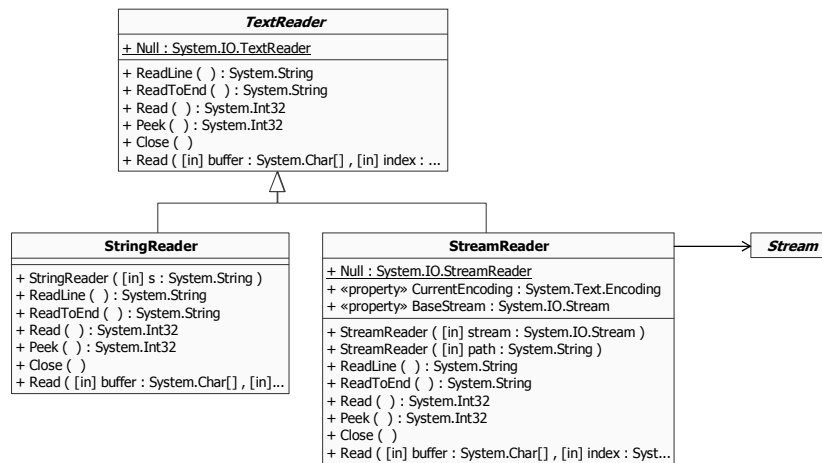 TextReader
+ Null : System.IO.TextReader
+ ReadLine ( ) : System.String
+ ReadToEnd ( ) : System.String
+ Read ( ) : System.Int32
+ Peek ( ) : System.Int32
+ Close ( )
+ Read ( [in] buffer : System.Char[] , [in] index : ...
StringReader
+ StringReader ( [in] s : System.String )
+ ReadLine ( ) : System.String
+ ReadToEnd ( ) : System.String
+ Read ( ) : System.Int32
+ Peek ( ) : System.Int32
+ Close ( )
+ Read ( [in] buffer : System.Char[] , [in]...
StreamReader
+ Null : System.IO.StreamReader
+ «property» CurrentEncoding : System.Text.Encoding
+ «property» BaseStream : System.IO.Stream
+ StreamReader ( [in] stream : System.IO.Stream )
+ StreamReader ( [in] path : System.String )
+ ReadLine ( ) : System.String
+ ReadToEnd ( ) : System.String
+ Read ( ) : System.Int32
+ Peek ( ) : System.Int32
+ Close ( )
+ Read ( [in] buffer : System.Char[] , [in] index : Syst...
Stream